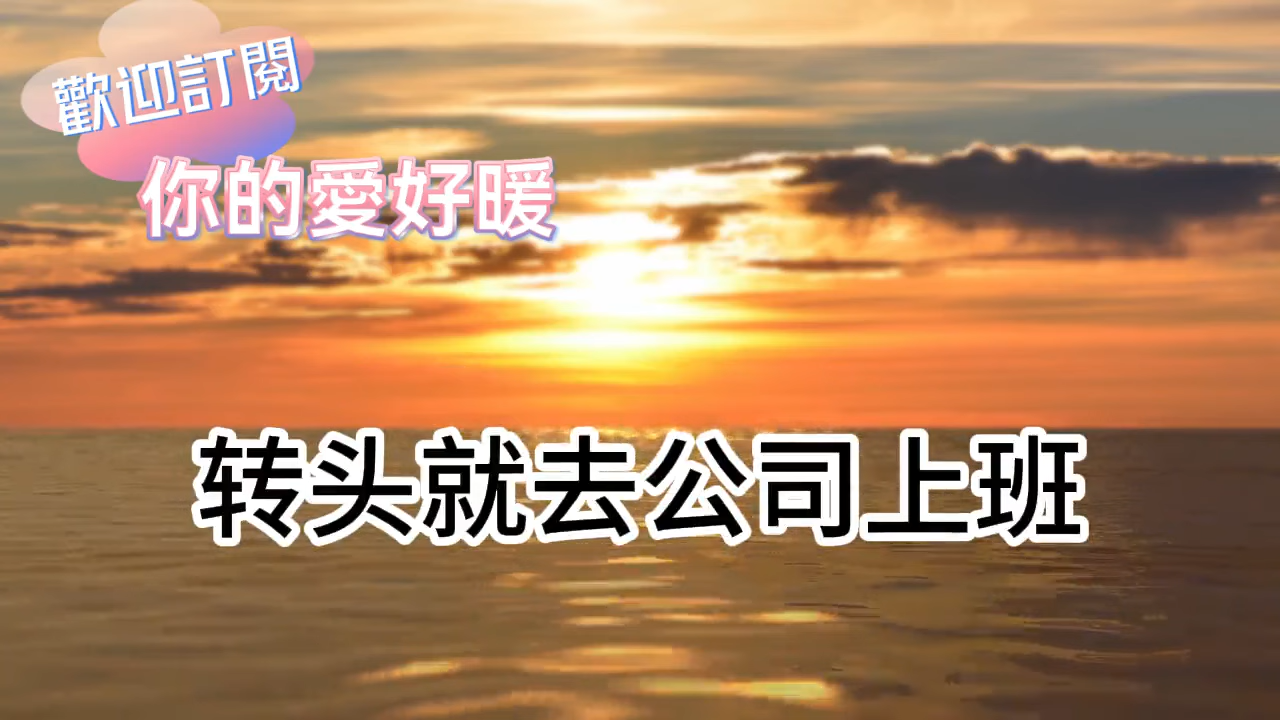 歡迎訂閱
你的愛好暖
转头就去公司上班